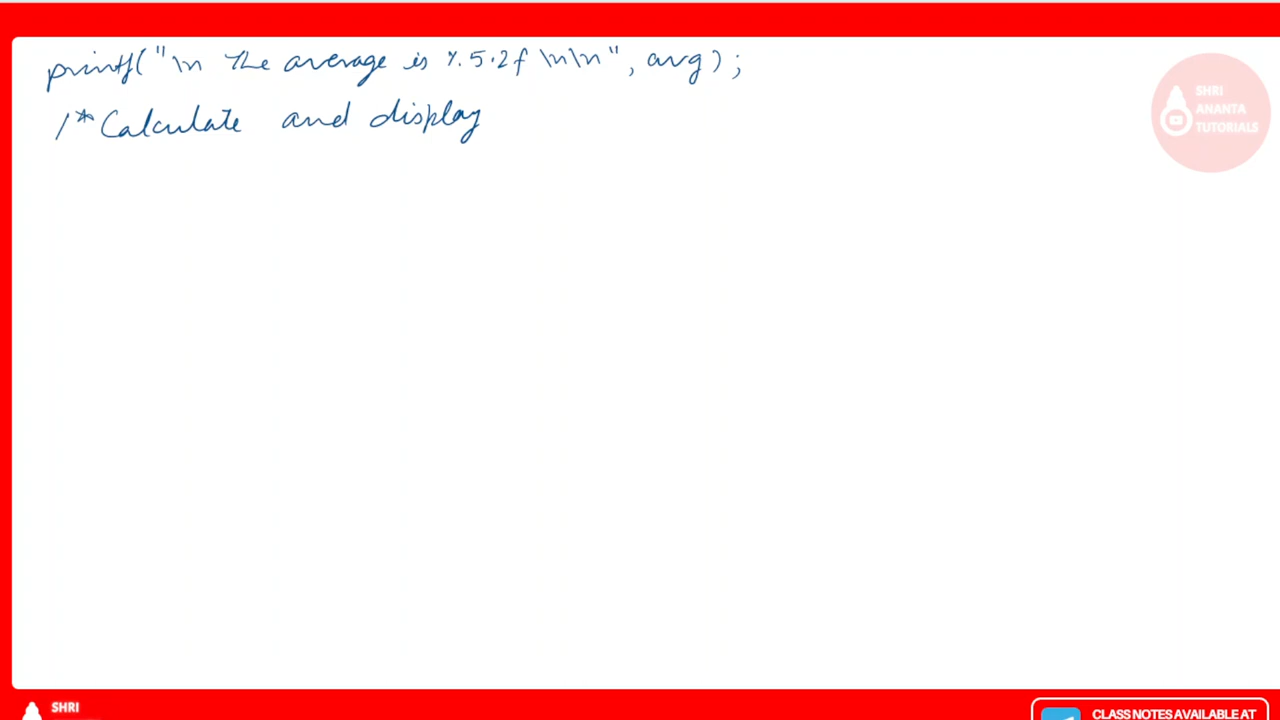 printf("\n The average is %.5.2f \n\n", avg);
/*Calculate and display
SHRI
ANANTA
TUTORIALS
SHRI
CLASS NOTES AVAILABLE AT